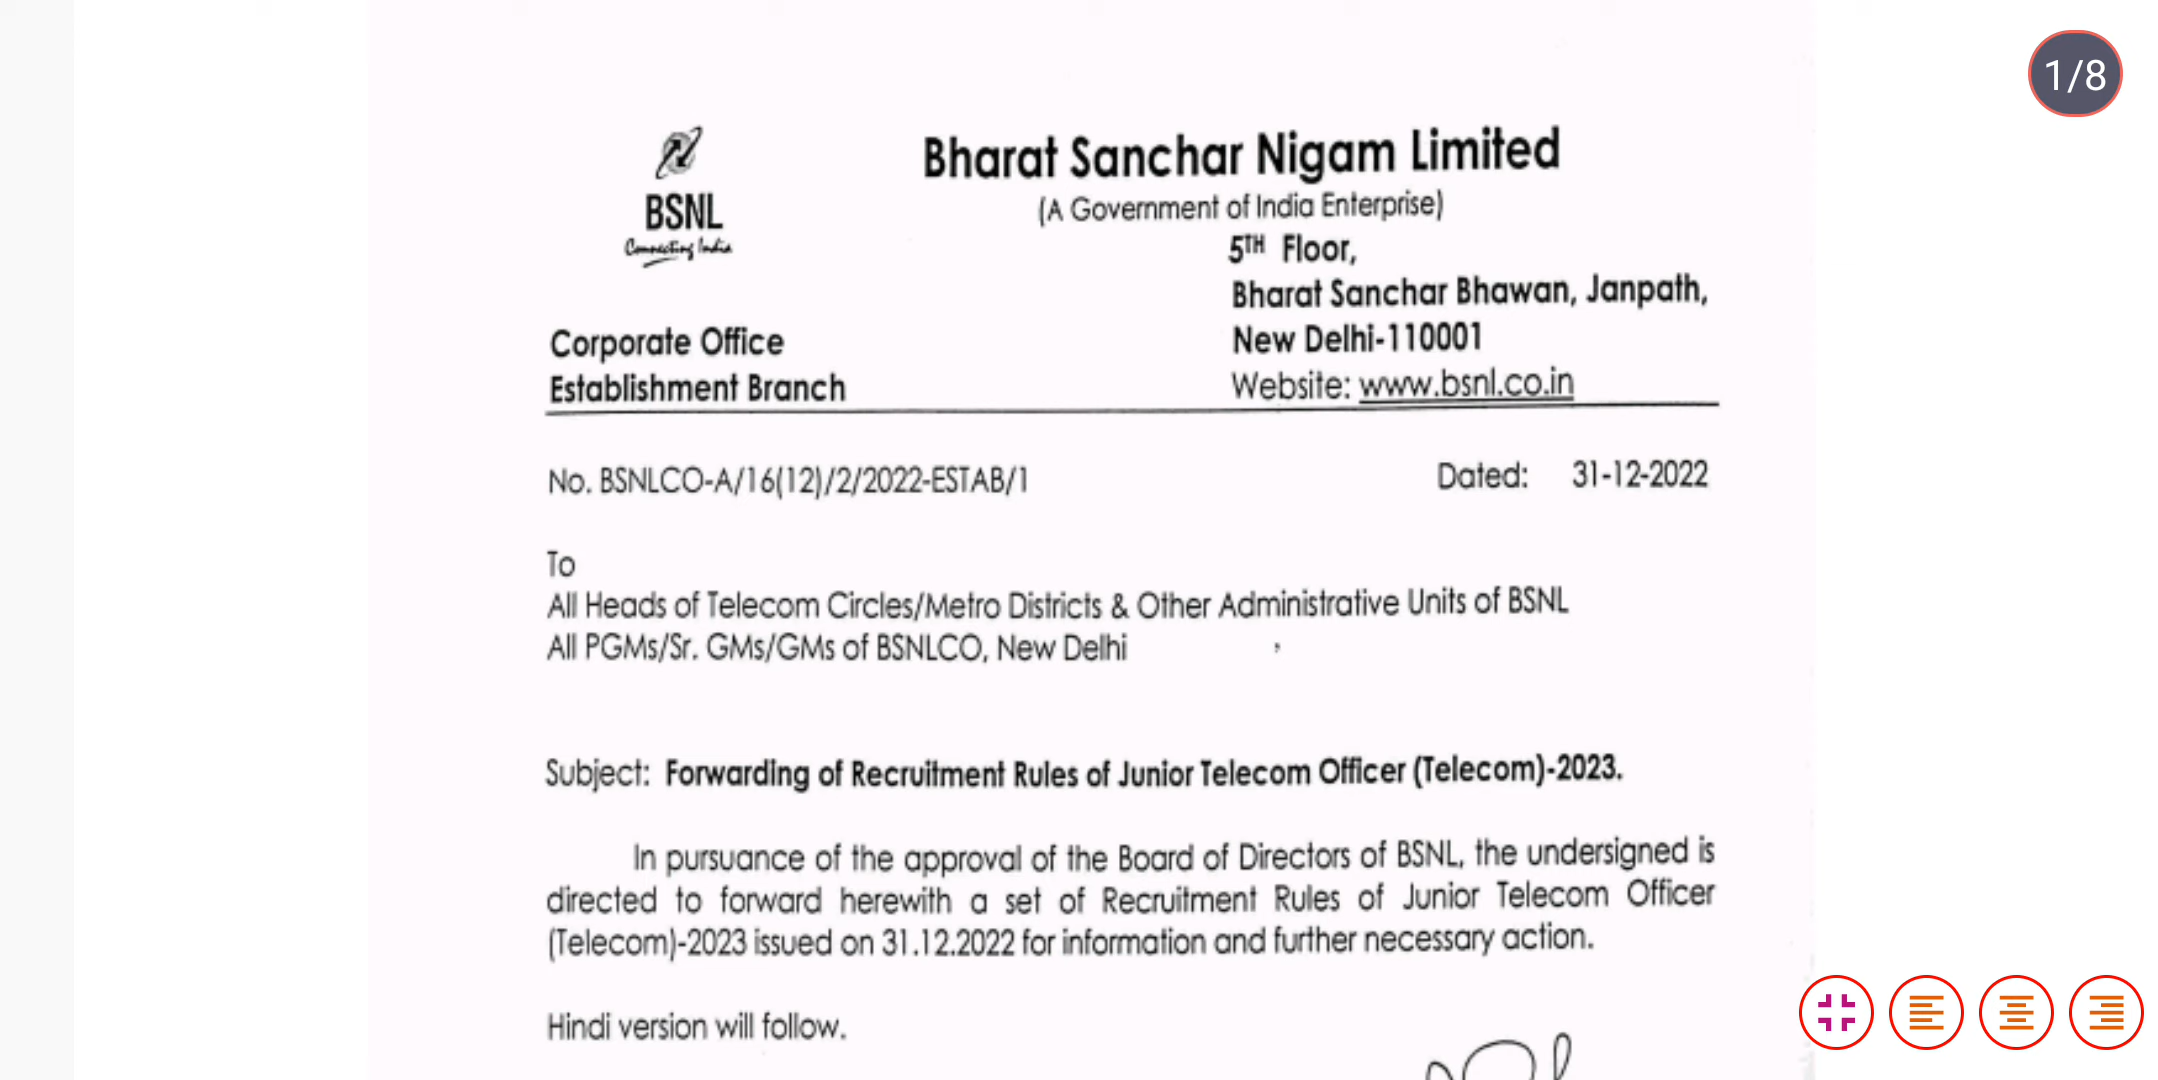 1/8
Bharat Sanchar Nigam Limited
(A Government of India Enterprise)
BSNL
Connecting India
5TH Floor,
Bharat Sanchar Bhawan, Janpath,
Corporate Office
New Delhi-110001
Establishment Branch
Website: www.bsnl.co.in
No. BSNLCO-A/16(12)/2/2022-ESTAB/1 Dated: 31-12-2022
To
All Heads of Telecom Circles/Metro Districts & Other Administrative Units of BSNL
All PGMs/Sr. GMs/GMs of BSNLCO, New Delhi
Subject: Forwarding of Recruitment Rules of Junior Telecom Officer (Telecom)-2023.
In pursuance of the approval of the Board of Directors of BSNL, the undersigned is
directed to forward herewith a set of Recruitment Rules of Junior Telecom Officer
(Telecom)-2023 issued on 31.12.2022 for information and further necessary action.
Hindi version will follow.